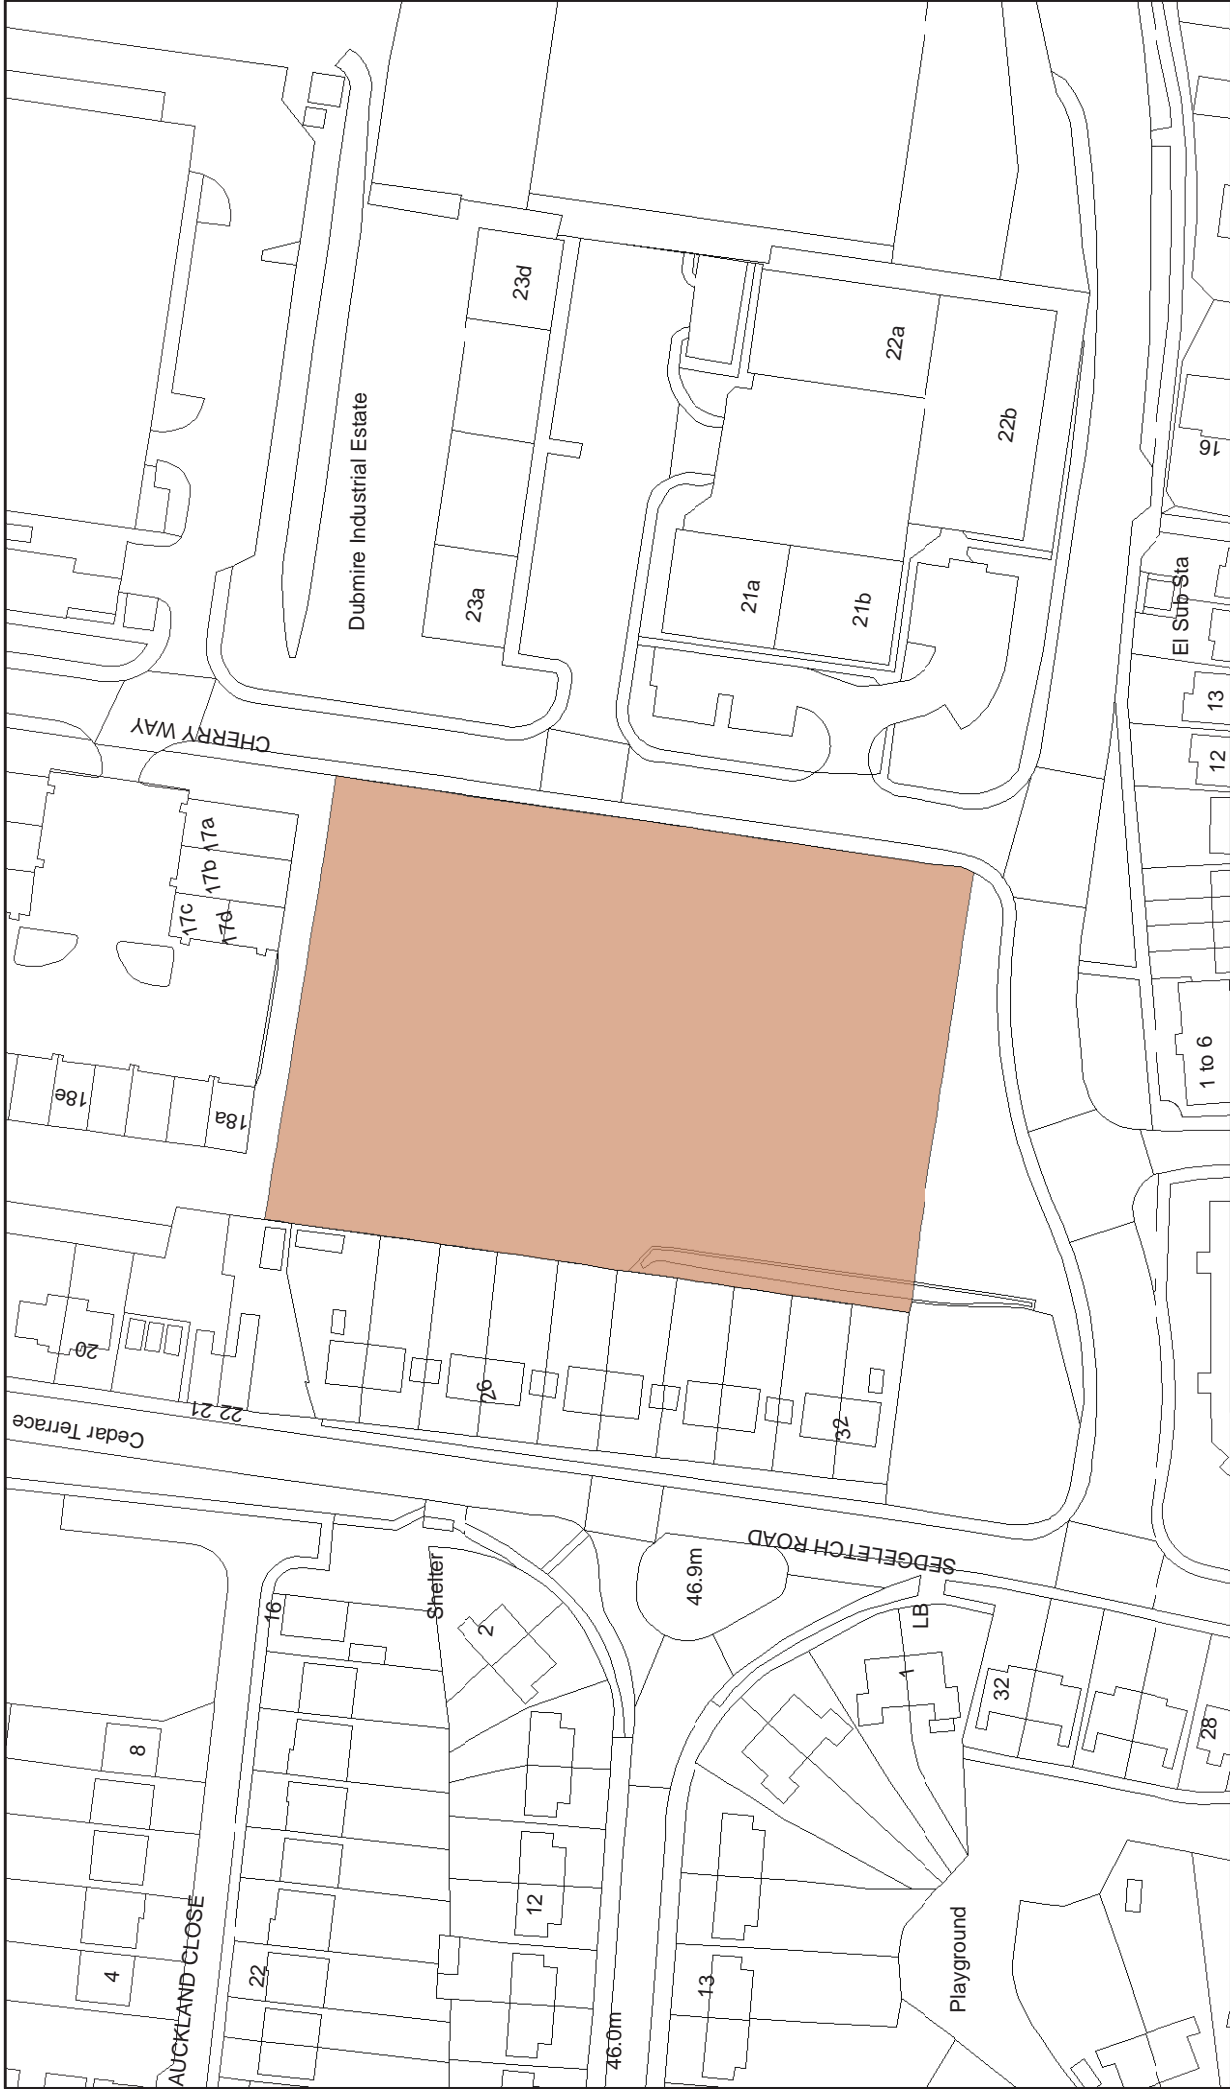 23d
22a
Dubmire Industrial Estate
22b
16
23a
21a
21b
El Sub Sta
13
CHERRY WAY
12
17a
17b
17c
17d
1 to 6
18e
18a
20
26
22 21
Cedar Terrace
32
SEDGELETCH ROAD
46.9m
Shelter
16
2
LB
1
32
28
8
12
AUCKLAND CLOSE
4
22
13
Playground
46.0m